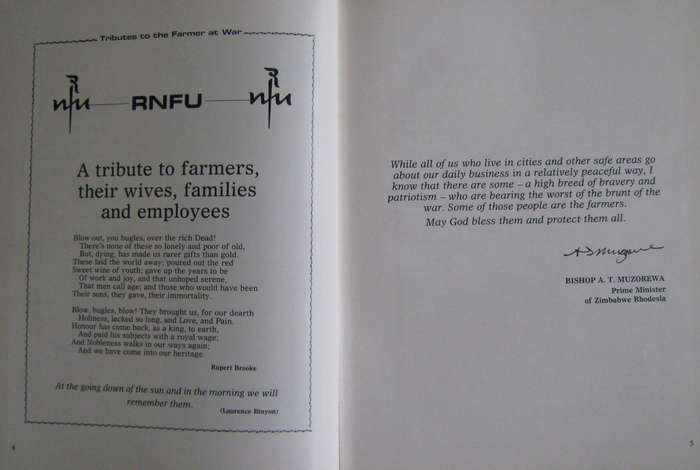 Tributes to the Farmer at War
RNFU
A tribute to farmers,
their wives, families
and employees
Blow out, you bugles, over the rich Dead!
There's none of these so lonely and poor of old,
But, dying, has made us rarer gifts than gold.
These laid the world away; poured out the red
Sweet wine of youth; gave up the years to be
Of work and joy, and that unhoped serene,
That men call age; and those who would have been
Their sons, they gave, their immortality.
Blow, bugles, blow! They brought us, for our dearth
Holiness, lacked so long, and Love, and Pain.
Honour has come back, as a king, to earth,
And paid his subjects with a royal wage;
And Nobleness walks in our ways again;
And we have come into our heritage.
Rupert Brooke
At the going down of the sun and in the morning we will
remember them.
(Laurence Binyon)
4
While all of us who live in cities and other safe areas go
about our daily business in a relatively peaceful way, I
know that there are some – a high breed of bravery and
patriotism – who are bearing the worst of the brunt of the
war. Some of those people are the farmers.
May God bless them and protect them all.
BISHOP A. T. MUZOREWA
Prime Minister
of Zimbabwe Rhodesia
5